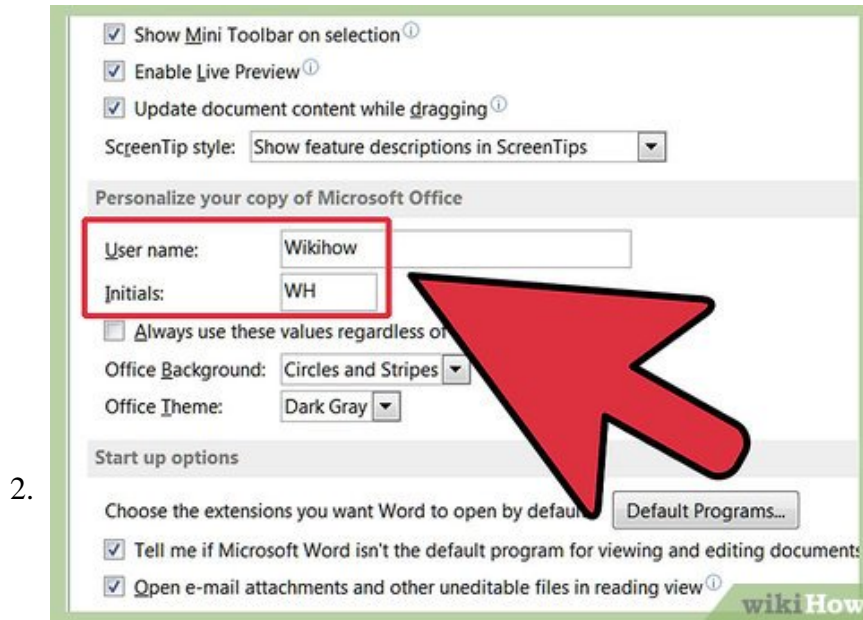 Show Mini Toolbar on selection
Enable Live Preview
Update document content while dragging
ScreenTip style: Show feature descriptions in ScreenTips
Personalize your copy of Microsoft Office
User name: Wikihow
Initials: WH
Always use these values regardless of
Office Background: Circles and Stripes
Office Theme: Dark Gray
Start up options
2.
Choose the extensions you want Word to open by defau Default Programs...
Tell me if Microsoft Word isn't the default program for viewing and editing documents
Open e-mail attachments and other uneditable files in reading view
wikiHow